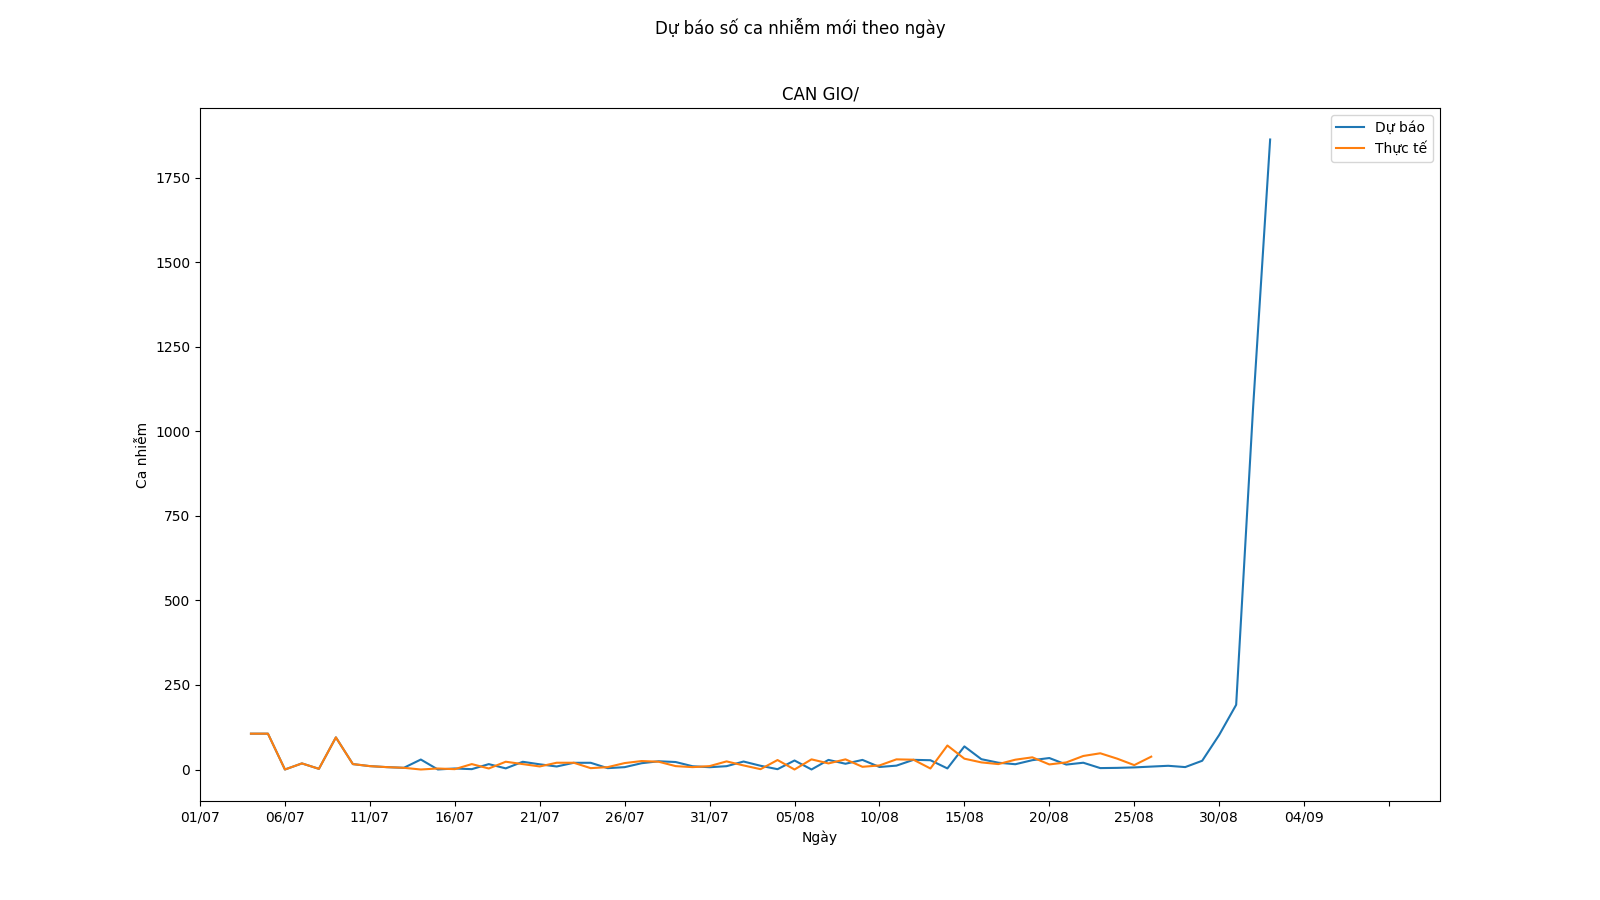 Dự báo số ca nhiễm mới theo ngày
CAN GIO/
Dự báo
Thực tế
1750
1500
1250
1000
750
500
250
0
Ca nhiễm
01/07 06/07 11/07 16/07 21/07 26/07 31/07 05/08 10/08 15/08 20/08 25/08 30/08 04/09
Ngày